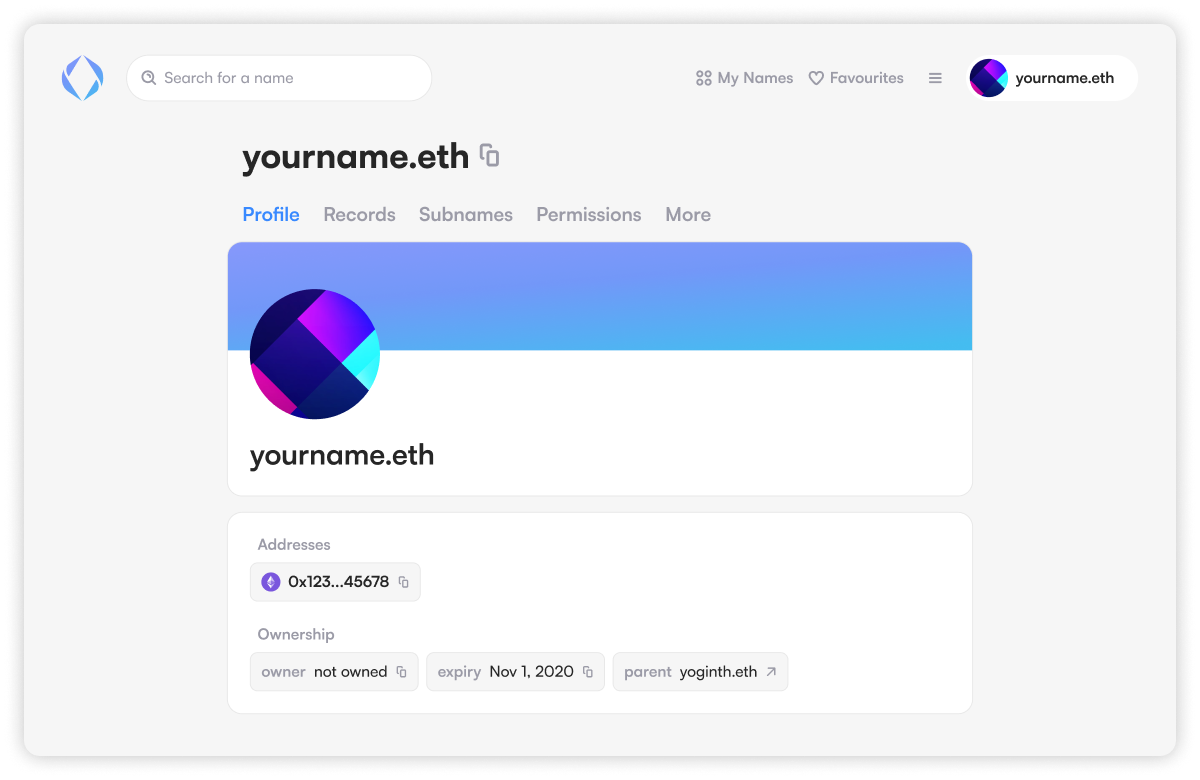 Search for a name
My Names
Favourites
yourname.eth
yourname.eth
Profile Records Subnames Permissions More
yourname.eth
Addresses
0x123...45678
Ownership
owner not owned expiry Nov 1, 2020 parent yoginth.eth